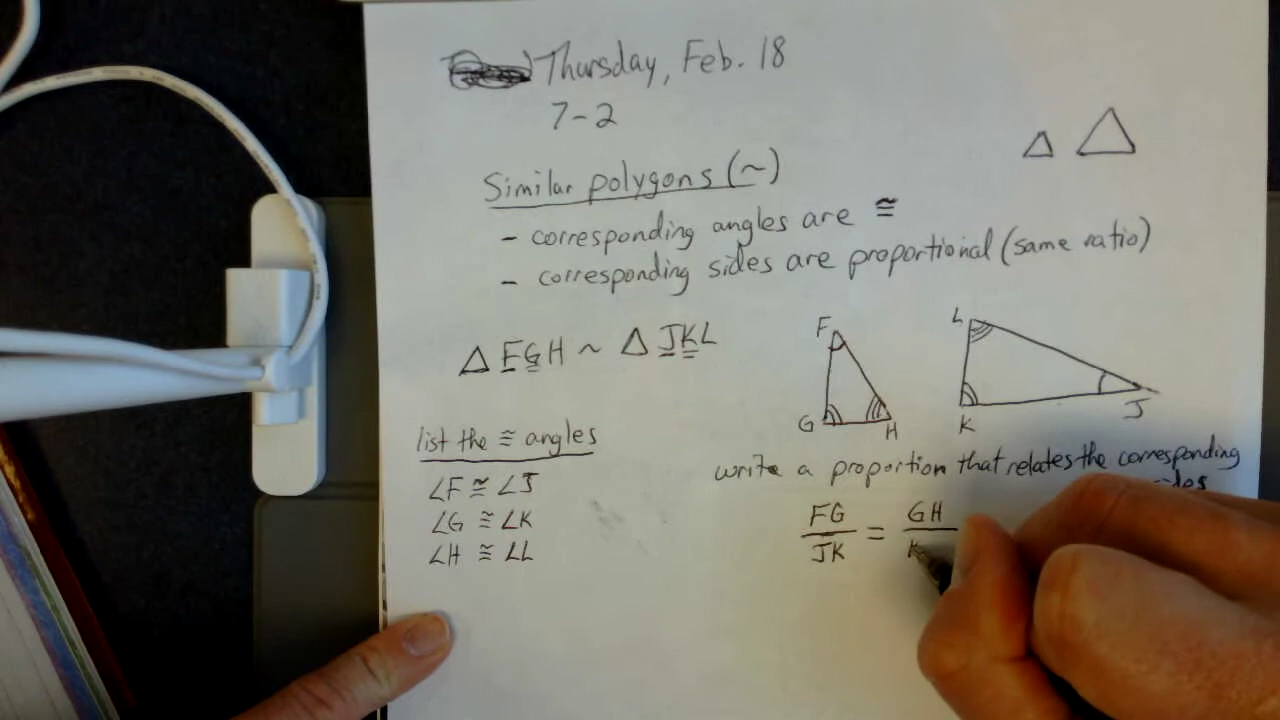 Thursday, Feb. 18
7-2
Similar polygons (~)
- corresponding angles are ≅
- corresponding sides are proportional (same ratio)
△ FGH ~ △ JKL
F
G
H
L
K
J
list the ≅ angles
∠F ≅ ∠J
∠G ≅ ∠K
∠H ≅ ∠L
write a proportion that relates the corresponding
FG/JK = GH/K